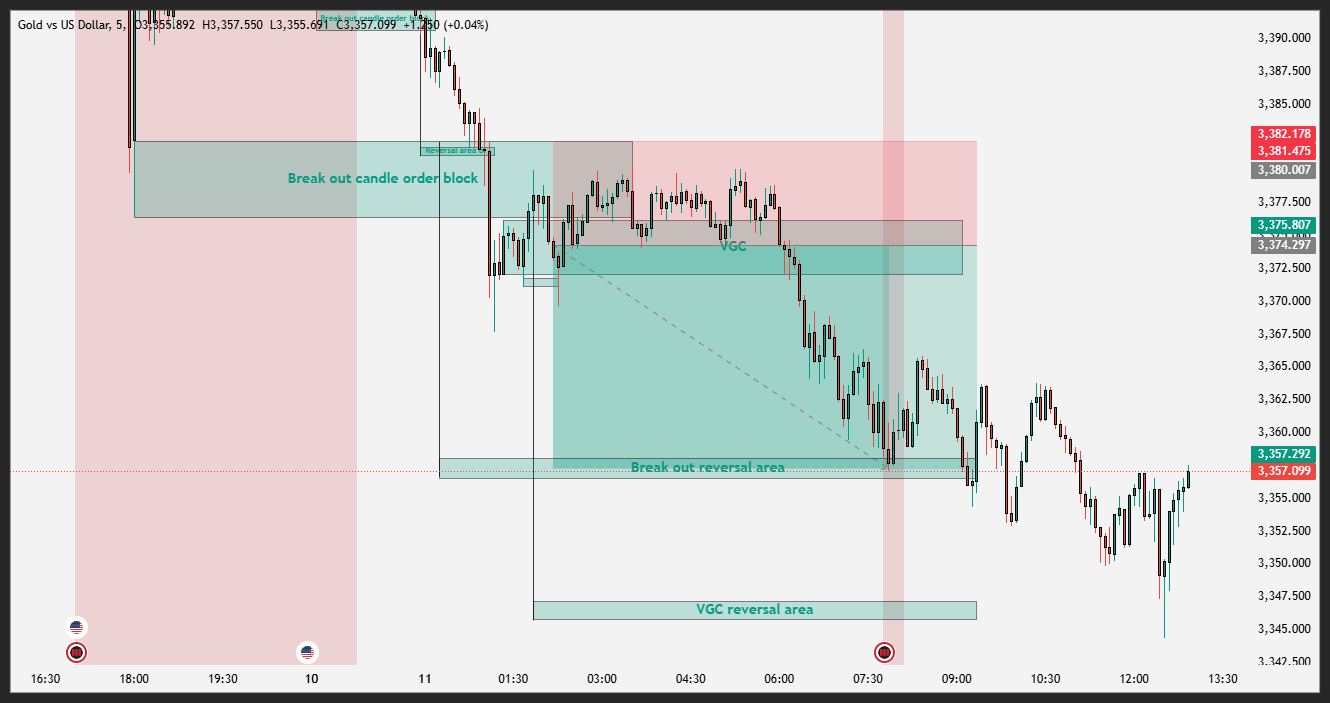 Break out candle order block
Gold vs US Dollar, 5, O3,355.892 H3,357.550 L3,355.691 C3,357.099 +1.250 (+0.04%)
3,390.000
3,387.500
3,385.000
3,382.178
3,381.475
3,380.007
3,377.500
3,375.807
3,374.297
3,372.500
3,370.000
3,367.500
3,365.000
3,362.500
3,360.000
3,357.292
3,357.099
3,355.000
3,352.500
3,350.000
3,347.500
3,345.000
3,342.500
Reversal area
Break out candle order block
VGC
Break out reversal area
VGC reversal area
16:30 18:00 19:30 10 11 01:30 03:00 04:30 06:00 07:30 09:00 10:30 12:00 13:30